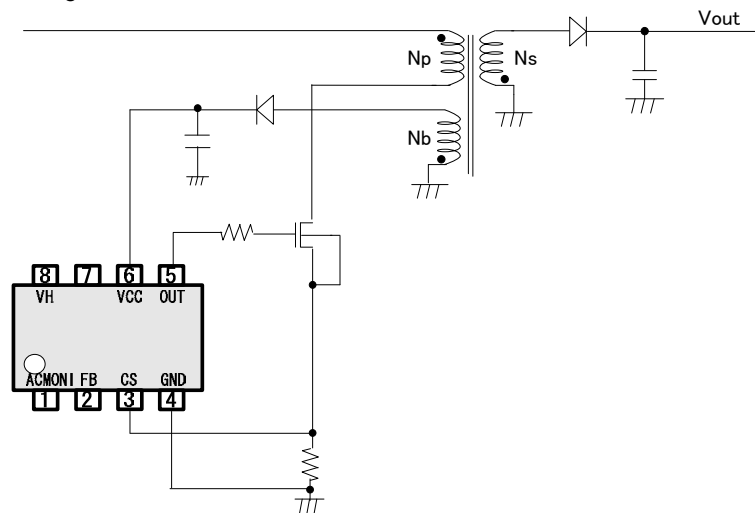 Vout
Np
Ns
Nb
8 7 6 5
VH VCC OUT
ACMONI FB CS GND
1 2 3 4